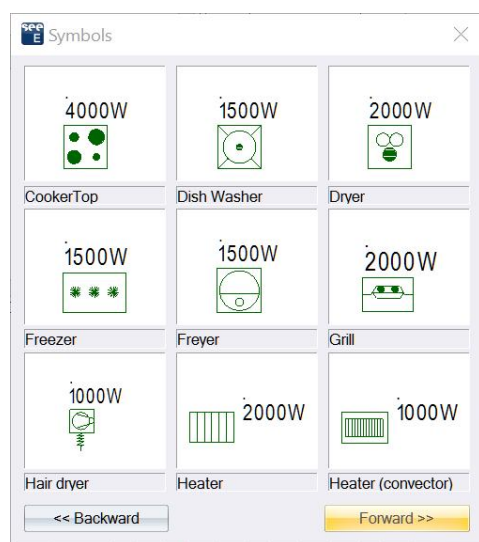 see
E Symbols
4000W 1500W 2000W
CookerTop Dish Washer Dryer
1500W 1500W 2000W
Freezer Freyer Grill
1000W 2000W 1000W
Hair dryer Heater Heater (convector)
<< Backward Forward >>